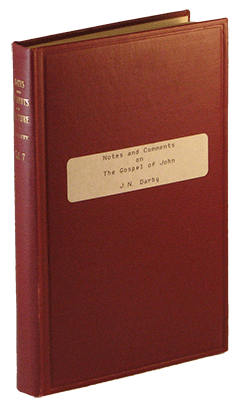 Notes and Comments
on
The Gospel of John
J.N. Darby